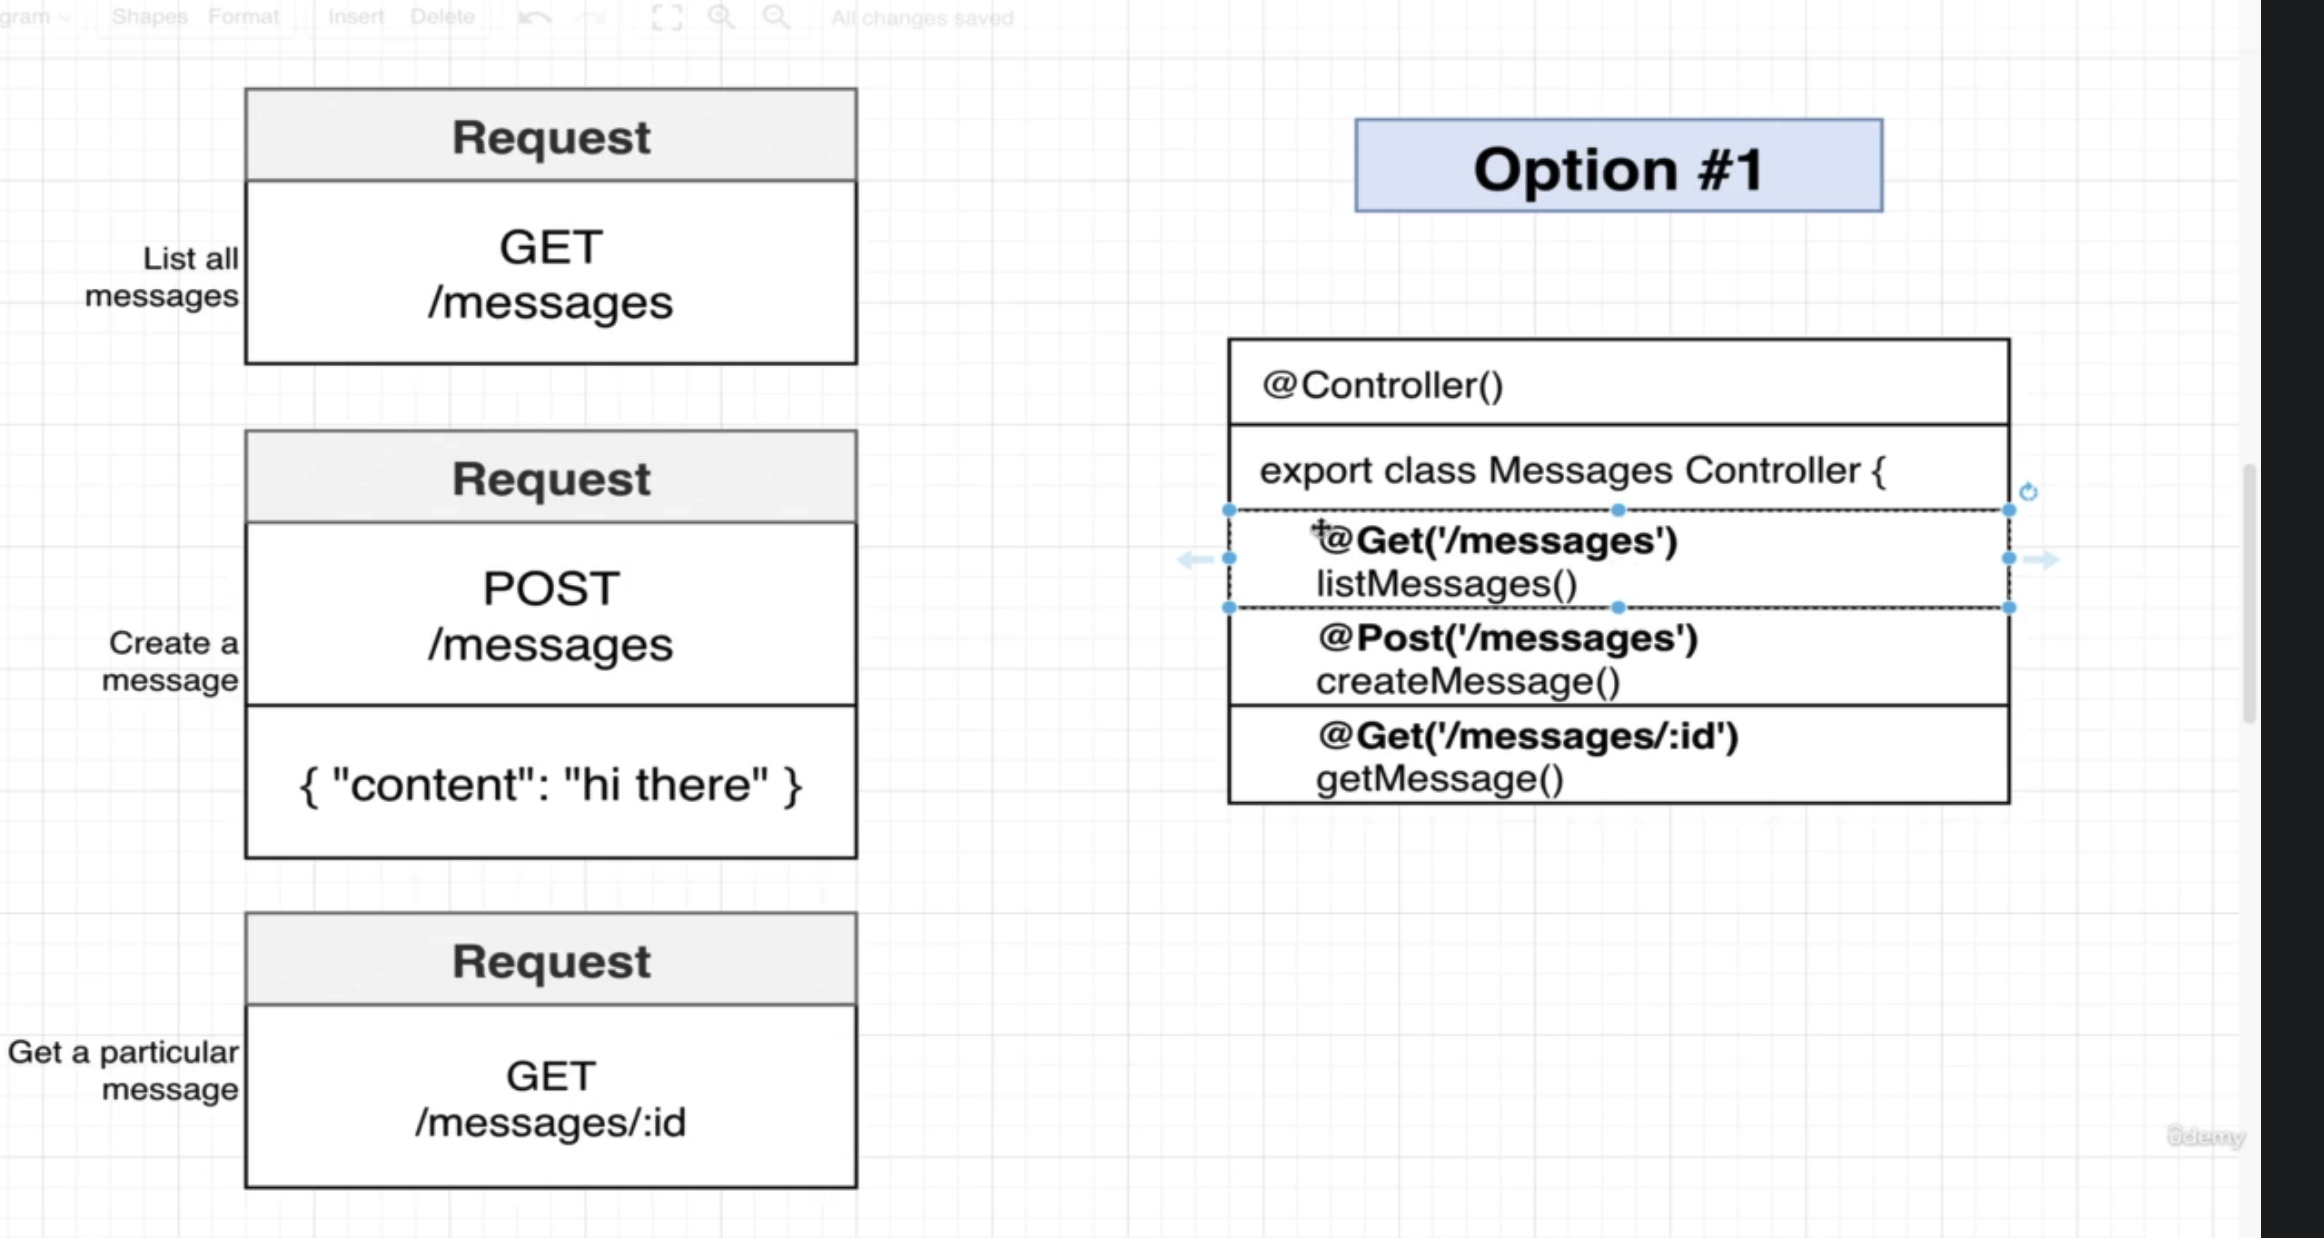 gram
Shapes Format Insert Delete All changes saved
Request
GET
/messages
List all
messages
Request
POST
/messages
Create a
message
{ "content": "hi there" }
Request
GET
/messages/:id
Get a particular
message
Option #1
@Controller()
export class Messages Controller {
@Get('/messages')
listMessages()
@Post('/messages')
createMessage()
@Get('/messages/:id')
getMessage()
ûdemy